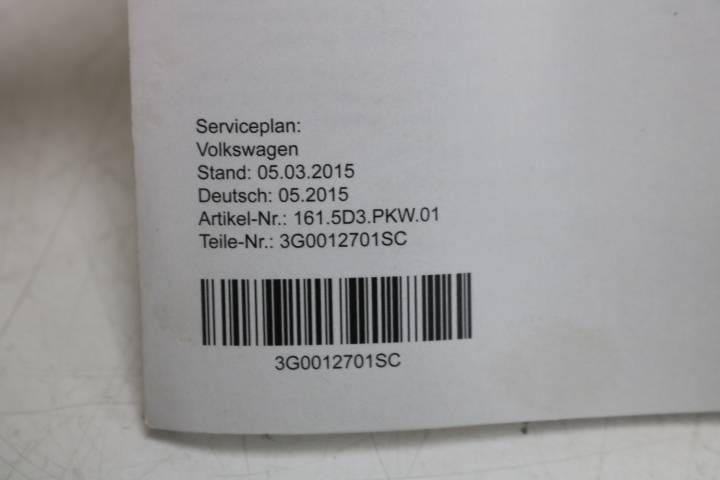 Serviceplan:
Volkswagen
Stand: 05.03.2015
Deutsch: 05.2015
Artikel-Nr.: 161.5D3.PKW.01
Teile-Nr.: 3G0012701SC
3G0012701SC